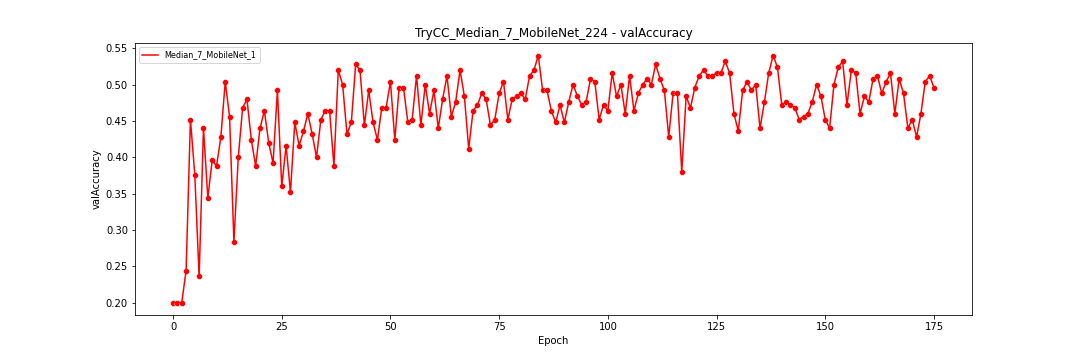 TryCC_Median_7_MobileNet_224 - valAccuracy
Median_7_MobileNet_1
valAccuracy
0.55
0.50
0.45
0.40
0.35
0.30
0.25
0.20
0 25 50 75 100 125 150 175
Epoch